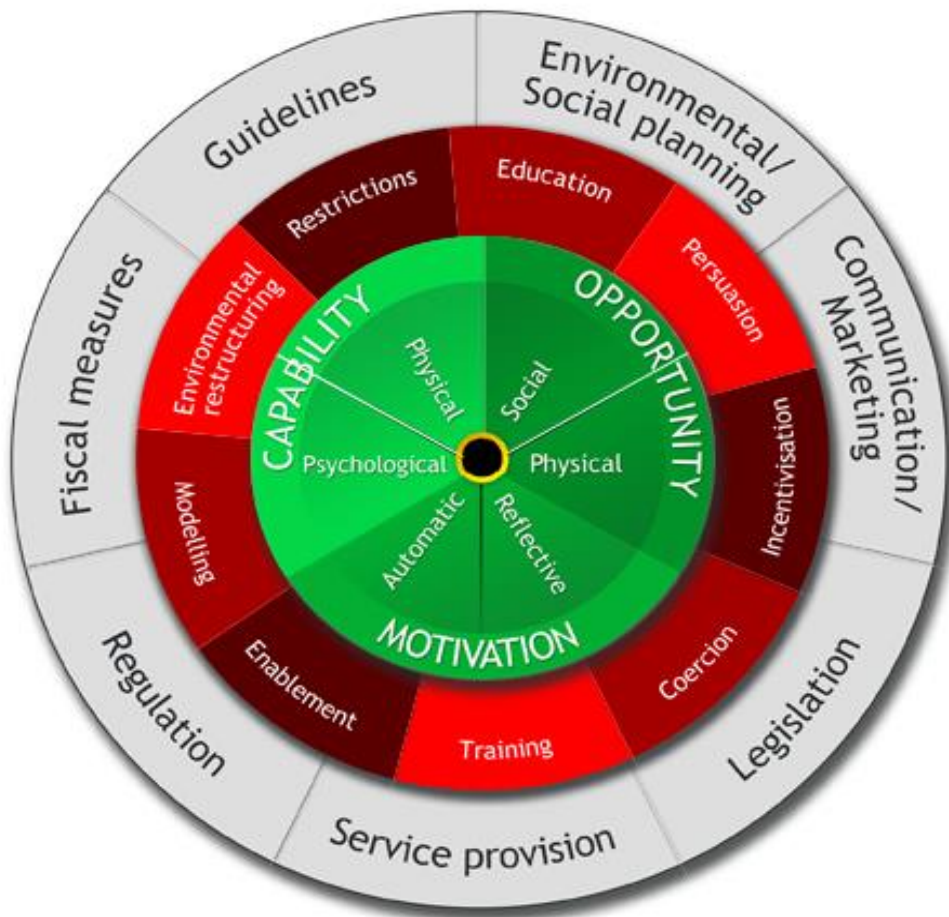 Guidelines
Environmental/
Social planning
Communication/
Marketing
Legislation
Service provision
Regulation
Fiscal measures
Restrictions
Education
Persuasion
Incentivisation
Coercion
Training
Enablement
Modelling
Environmental
restructuring
CAPABILITY
OPPORTUNITY
MOTIVATION
Physical
Social
Psychological
Physical
Automatic
Reflective